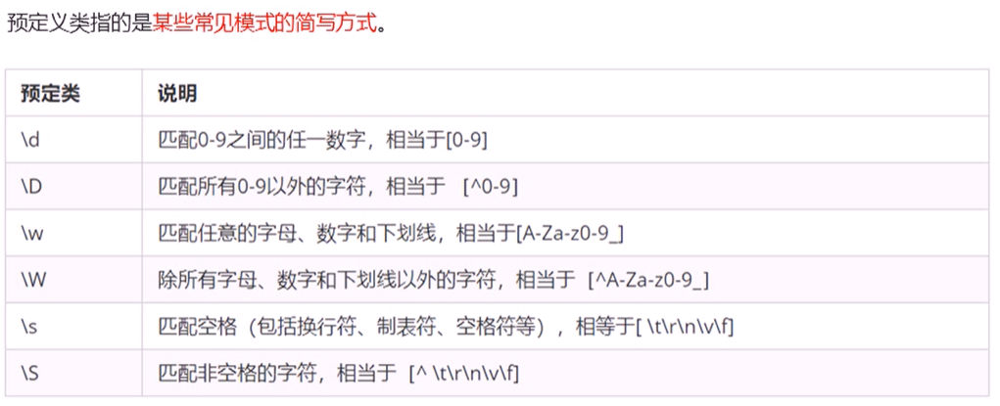 预定义类指的是某些常见模式的简写方式。
预定类 说明
\d 匹配0-9之间的任一数字，相当于[0-9]
\D 匹配所有0-9以外的字符，相当于 [^0-9]
\w 匹配任意的字母、数字和下划线，相当于[A-Za-z0-9_]
\W 除所有字母、数字和下划线以外的字符，相当于 [^A-Za-z0-9_]
\s 匹配空格（包括换行符、制表符、空格符等），相等于[ \t\r\n\v\f]
\S 匹配非空格的字符，相当于 [^ \t\r\n\v\f]